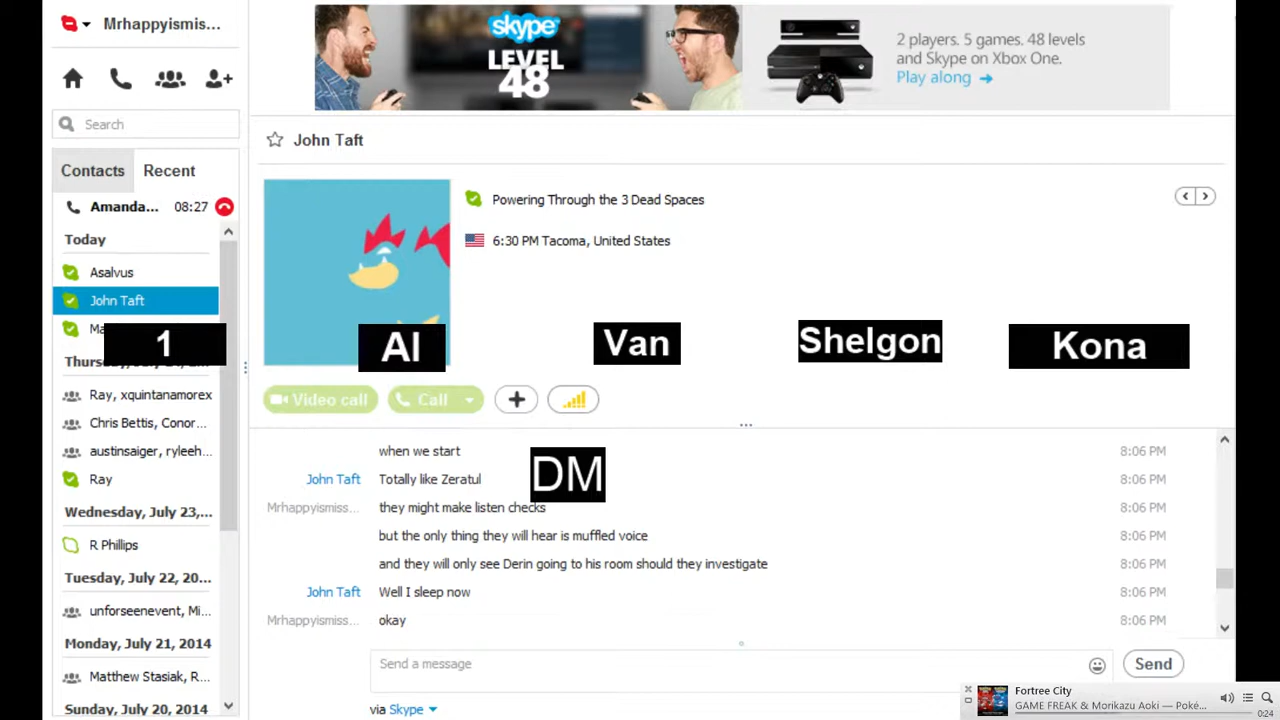 Mrhappyismis...
Search
Contacts Recent
Amanda... 08:27
Today
Asalvus
John Taft
Ma
1
Thurs
Ray, xquintanamorex
Chris Bettis, Conor...
austinsaiger, ryleeh...
Ray
Wednesday, July 23,...
R Phillips
Tuesday, July 22, 20...
unforseenevent, Mi...
Monday, July 21, 2014
Matthew Stasiak, R...
Sunday, July 20, 2014
skype
LEVEL
48
2 players. 5 games. 48 levels
and Skype on Xbox One.
Play along
John Taft
Powering Through the 3 Dead Spaces
6:30 PM Tacoma, United States
Al Van Shelgon Kona
Video call Call
when we start 8:06 PM
DM
John Taft Totally like Zeratul 8:06 PM
Mrhappyismiss... they might make listen checks 8:06 PM
but the only thing they will hear is muffled voice 8:06 PM
and they will only see Derin going to his room should they investigate 8:06 PM
John Taft Well I sleep now 8:06 PM
Mrhappyismiss... okay 8:06 PM
Send a message Send
via Skype
Fortree City
GAME FREAK & Morikazu Aoki — Poké...
0:24